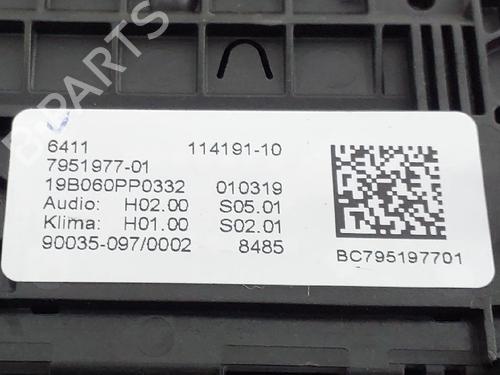 B-Parts
6411 114191-10
7951977-01
19B060PP0332 010319
Audio: H02.00 S05.01
Klima: H01.00 S02.01
90035-097/0002 8485
BC795197701